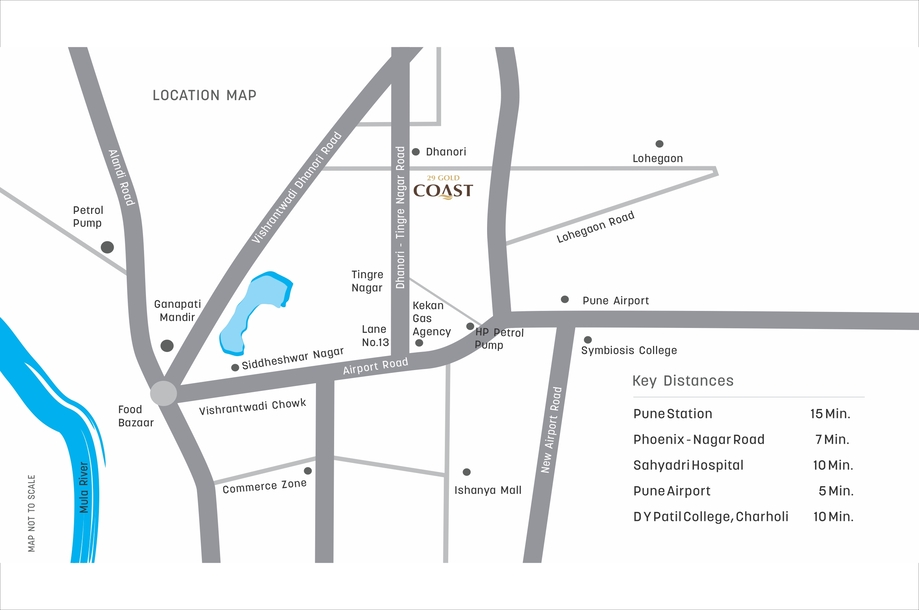 LOCATION MAP
Alandi Road
Vishrantwadi Dhanori Road
Dhanori - Tingre Nagar Road
Dhanori
29 GOLD
COAST
Lohegaon
Lohegaon Road
Petrol
Pump
Ganapati
Mandir
Tingre
Nagar
Kekan
Gas
Agency
Lane
No.13
HP Petrol
Pump
Pune Airport
Symbiosis College
Siddheshwar Nagar
Airport Road
Vishrantwadi Chowk
Food
Bazaar
New Airport Road
Commerce Zone
Ishanya Mall
Mula River
MAP NOT TO SCALE
Key Distances
Pune Station 15 Min.
Phoenix - Nagar Road 7 Min.
Sahyadri Hospital 10 Min.
Pune Airport 5 Min.
D Y Patil College, Charholi 10 Min.